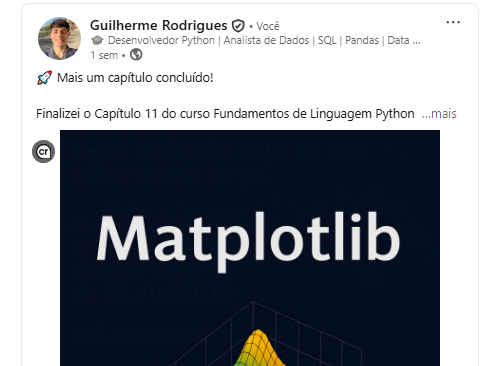 Guilherme Rodrigues • Você
🎓 Desenvolvedor Python | Analista de Dados | SQL | Pandas | Data ...
1 sem •
🚀 Mais um capítulo concluído!
Finalizei o Capítulo 11 do curso Fundamentos de Linguagem Python ...mais
cr
Matplotlib